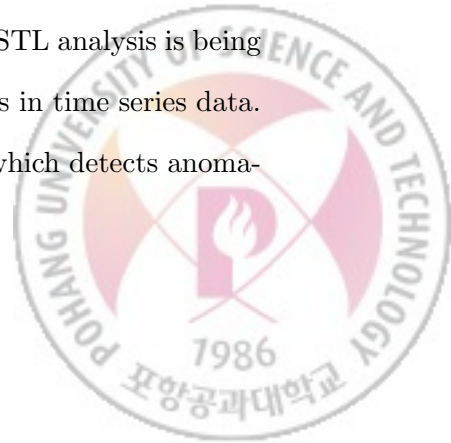 STL analysis is being
s in time series data.
which detects anoma-
POHANG UNIVERSITY OF SCIENCE AND TECHNOLOGY
1986
포항공과대학교